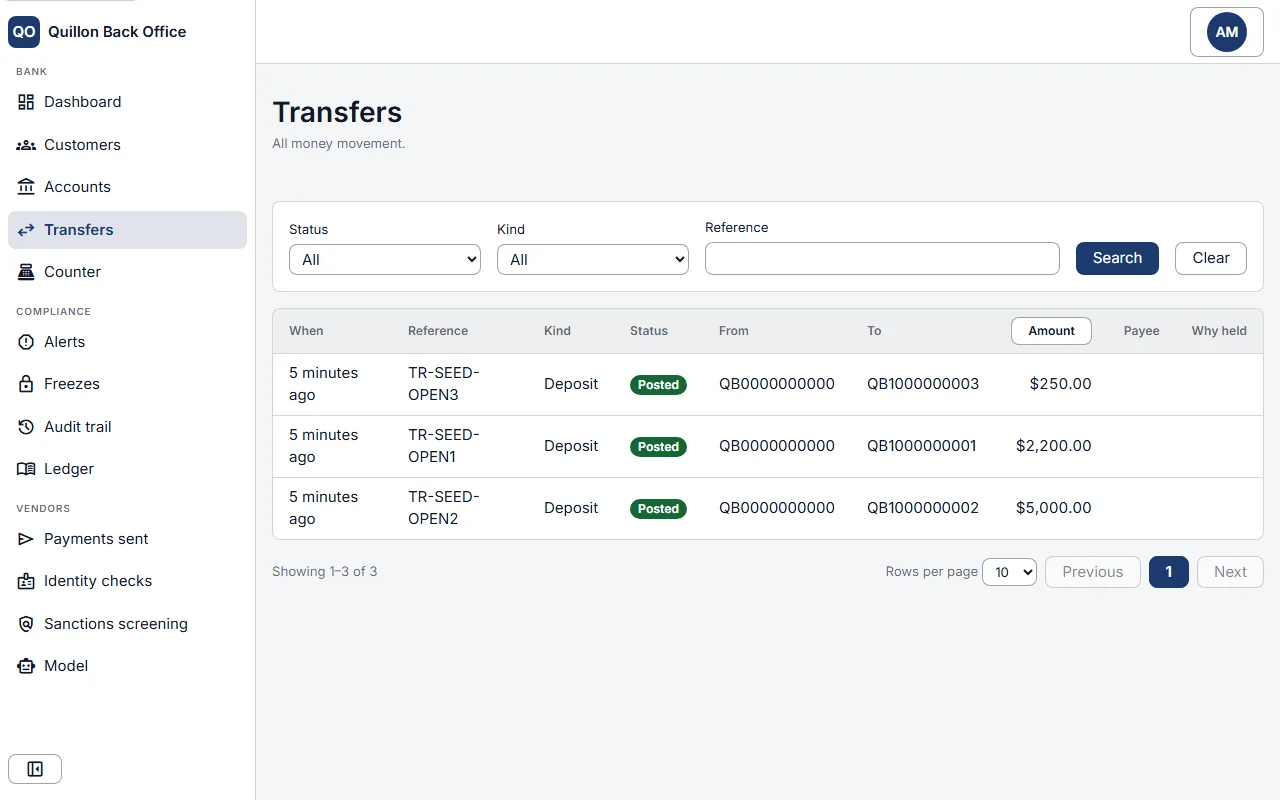 QO Quillon Back Office
BANK
Dashboard
Customers
Accounts
Transfers
Counter
COMPLIANCE
Alerts
Freezes
Audit trail
Ledger
VENDORS
Payments sent
Identity checks
Sanctions screening
Model
AM
Transfers
All money movement.
Status Kind Reference
All All Search Clear
When Reference Kind Status From To Amount Payee Why held
5 minutes TR-SEED-
ago OPEN3 Deposit Posted QB0000000000 QB1000000003 $250.00
5 minutes TR-SEED-
ago OPEN1 Deposit Posted QB0000000000 QB1000000001 $2,200.00
5 minutes TR-SEED-
ago OPEN2 Deposit Posted QB0000000000 QB1000000002 $5,000.00
Showing 1–3 of 3 Rows per page 10 Previous 1 Next